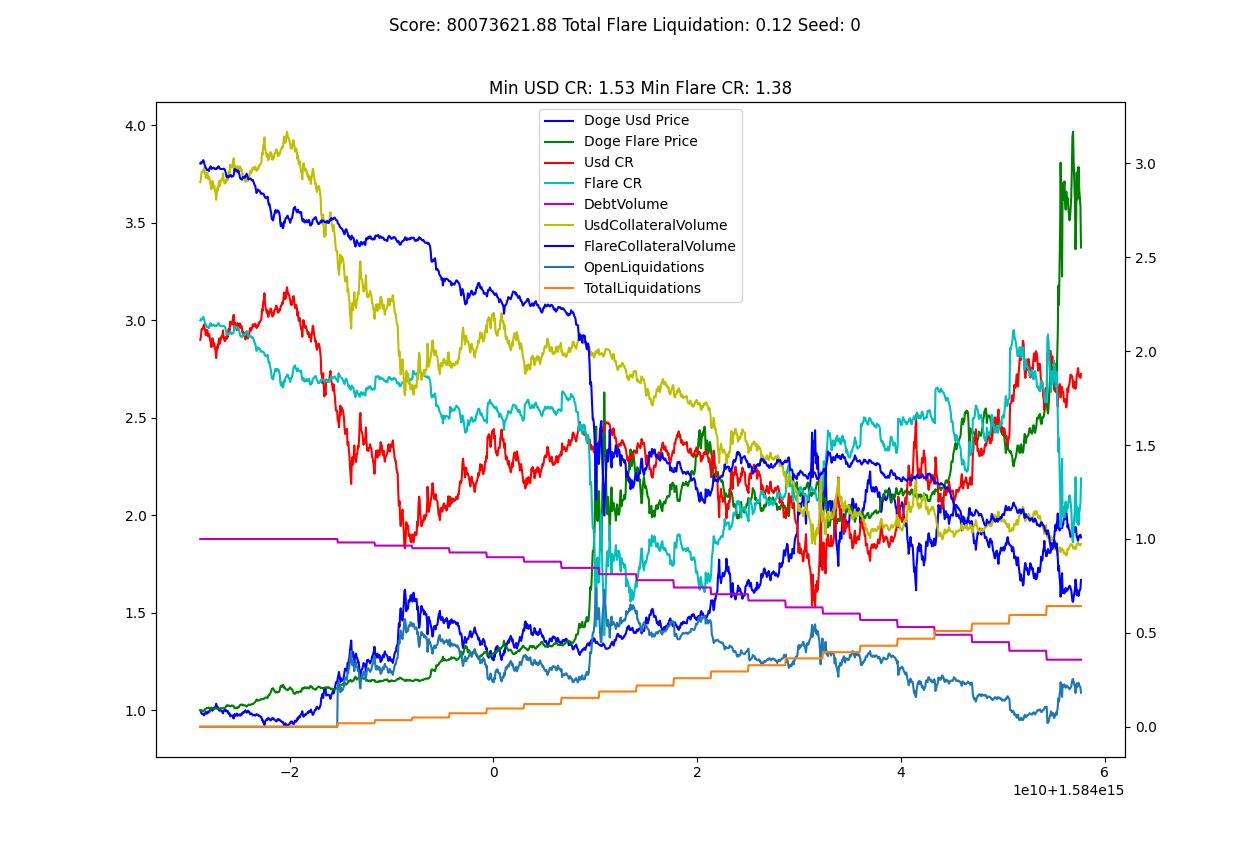 Score: 80073621.88 Total Flare Liquidation: 0.12 Seed: 0
Min USD CR: 1.53 Min Flare CR: 1.38
Doge Usd Price
Doge Flare Price
Usd CR
Flare CR
DebtVolume
UsdCollateralVolume
FlareCollateralVolume
OpenLiquidations
TotalLiquidations
4.0
3.5
3.0
2.5
2.0
1.5
1.0
3.0
2.5
2.0
1.5
1.0
0.5
0.0
−2 0 2 4 6
1e10+1.584e15